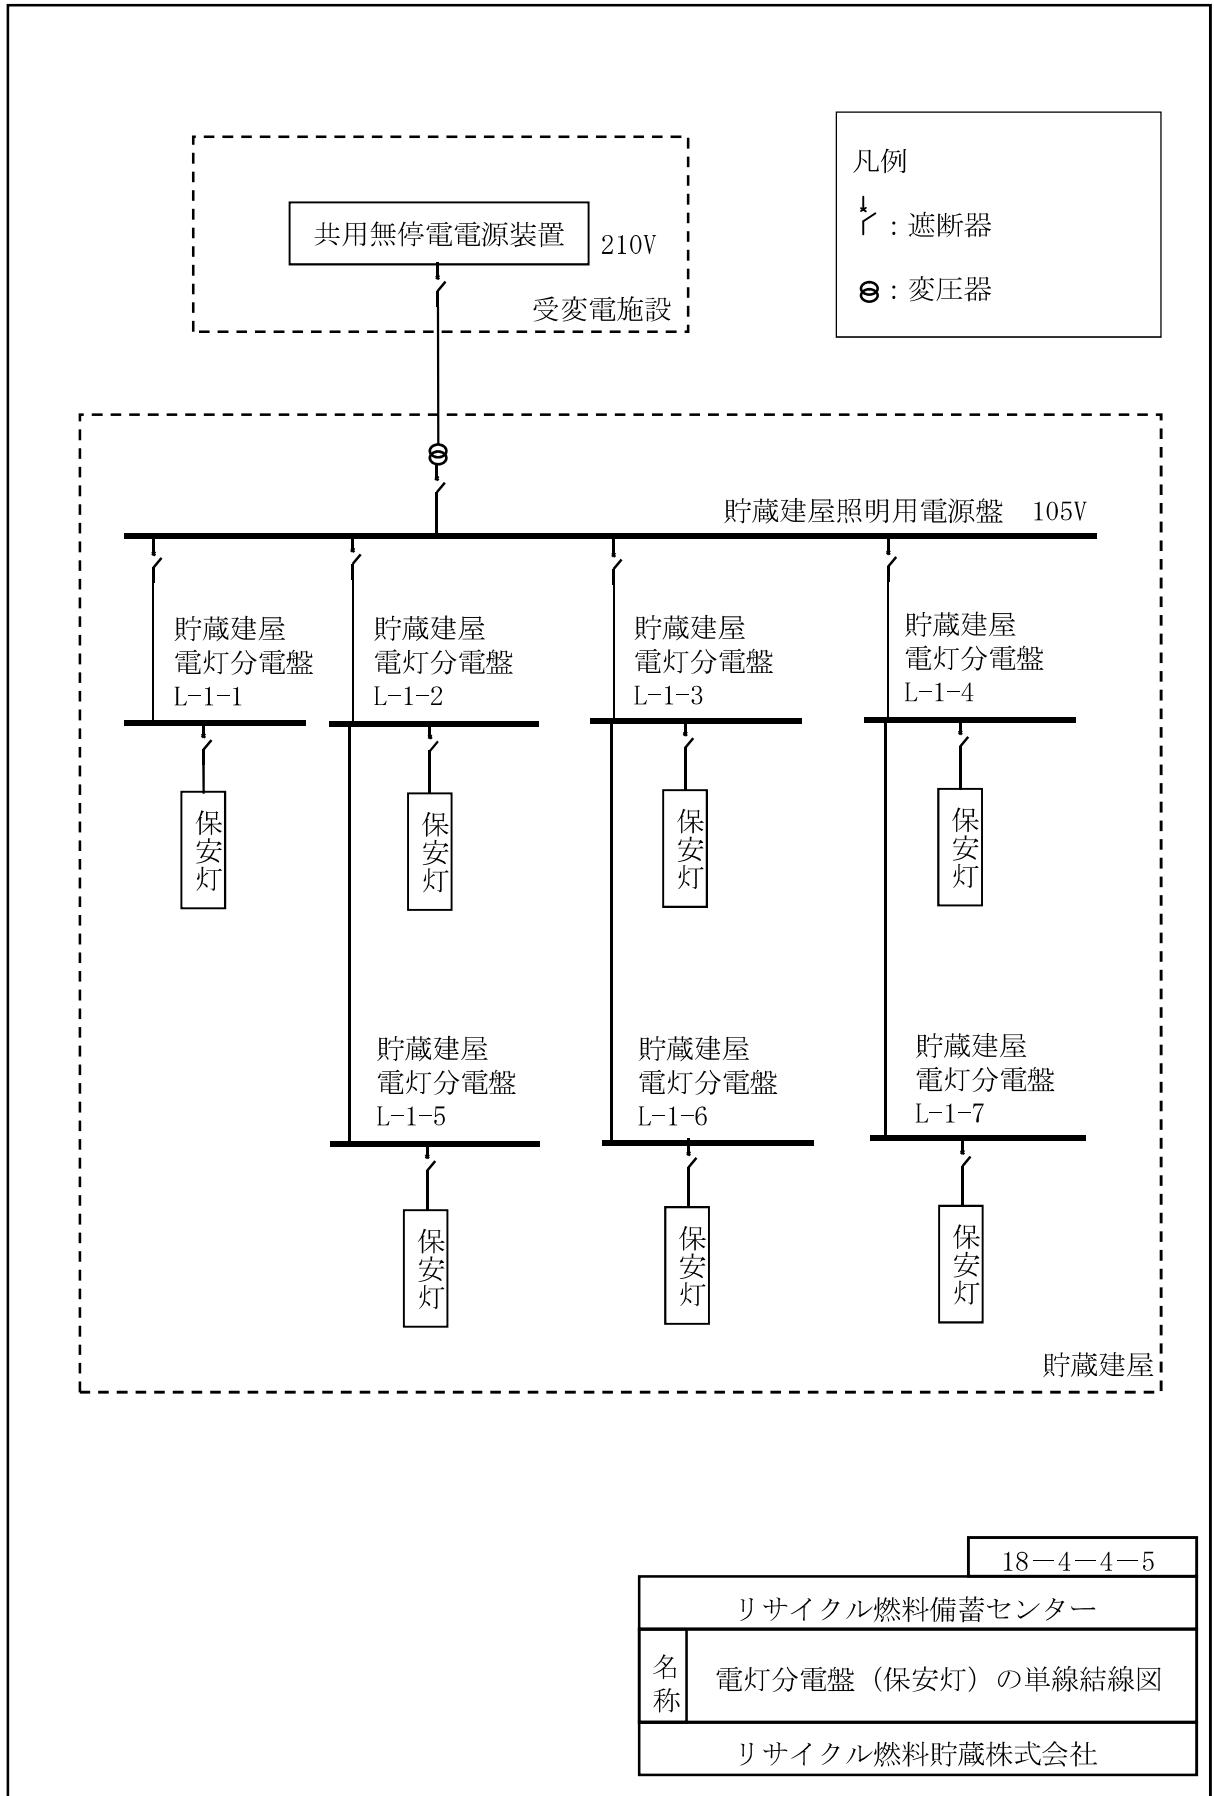 共用無停電電源装置
210V
受変電施設
凡例
：遮断器
：変圧器
貯蔵建屋照明用電源盤 105V
貯蔵建屋
電灯分電盤
L-1-1
貯蔵建屋
電灯分電盤
L-1-2
貯蔵建屋
電灯分電盤
L-1-3
貯蔵建屋
電灯分電盤
L-1-4
保安灯
保安灯
保安灯
保安灯
貯蔵建屋
電灯分電盤
L-1-5
貯蔵建屋
電灯分電盤
L-1-6
貯蔵建屋
電灯分電盤
L-1-7
保安灯
保安灯
保安灯
貯蔵建屋
18－4－4－5
リサイクル燃料備蓄センター
名称
電灯分電盤（保安灯）の単線結線図
リサイクル燃料貯蔵株式会社